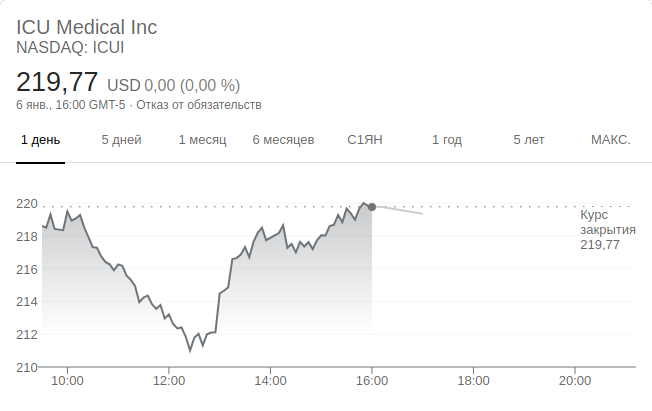 ICU Medical Inc
NASDAQ: ICUI
219,77 USD 0,00 (0,00 %)
6 янв., 16:00 GMT-5 · Отказ от обязательств
1 день 5 дней 1 месяц 6 месяцев С1ЯН 1 год 5 лет МАКС.
220
Курс
закрытия
219,77
218
216
214
212
210
10:00 12:00 14:00 16:00 18:00 20:00